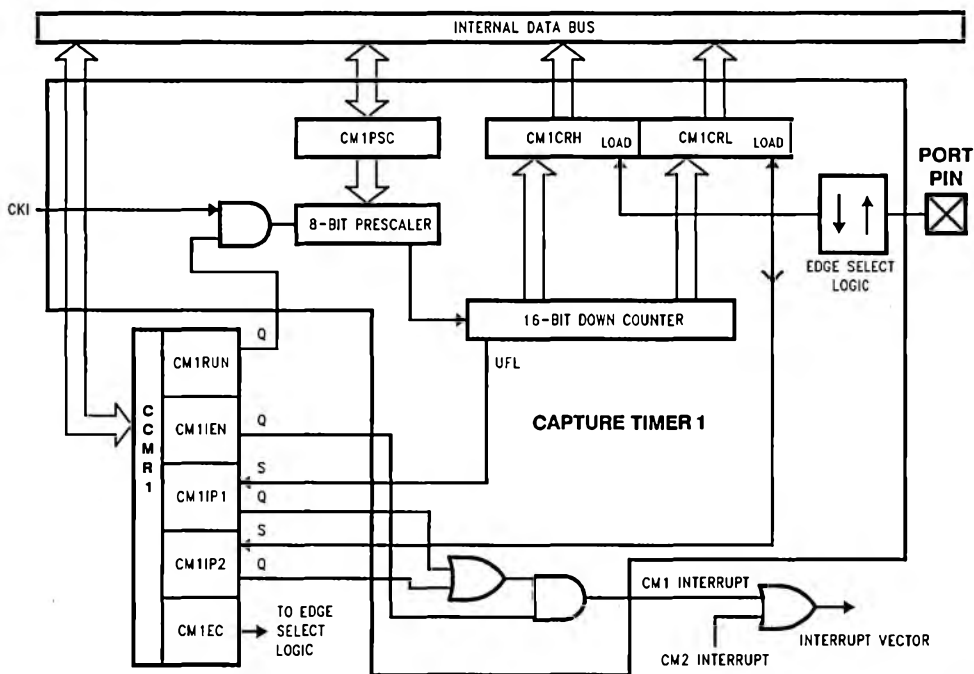 INTERNAL DATA BUS
CM1PSC
CM1CRH
LOAD
CM1CRL
LOAD
PORT
PIN
CKI
8-BIT PRESCALER
EDGE SELECT
LOGIC
16-BIT DOWN COUNTER
UFL
CAPTURE TIMER 1
CCMR1
CM1RUN
Q
CM1IEN
Q
CM1IP1
S
Q
CM1IP2
S
Q
CM1EC
TO EDGE
SELECT
LOGIC
CM1 INTERRUPT
CM2 INTERRUPT
INTERRUPT VECTOR